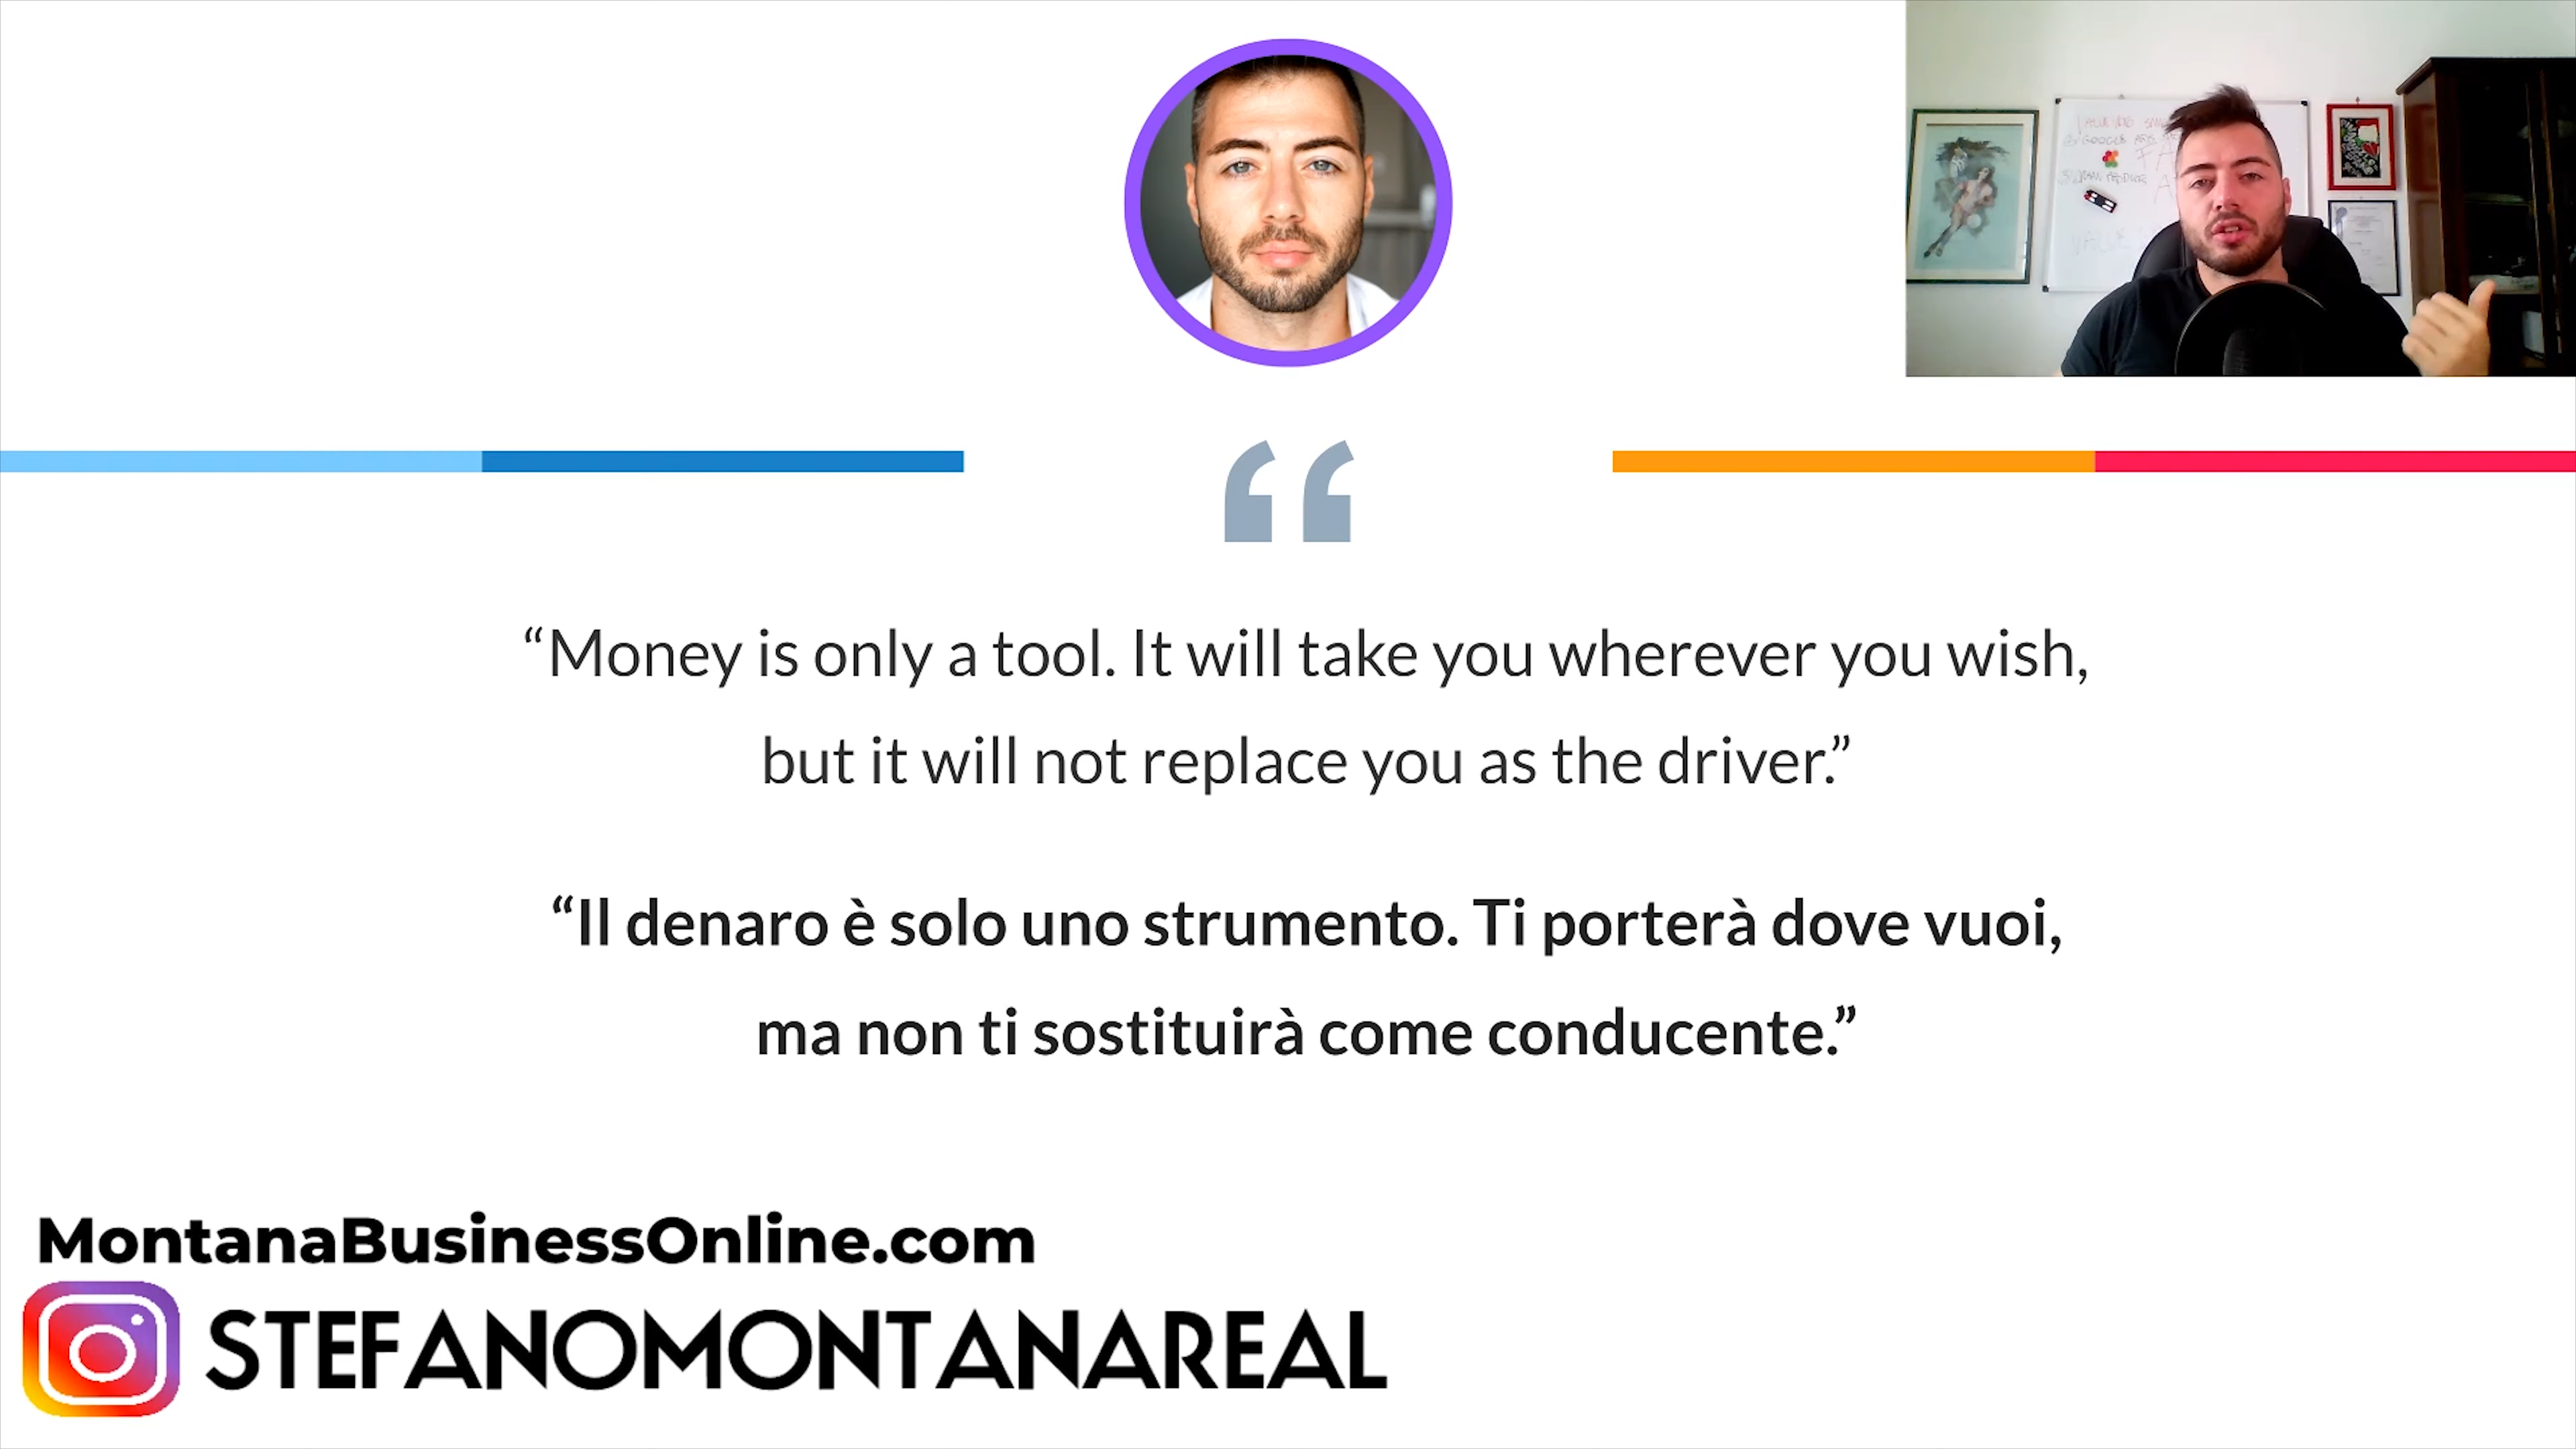 “Money is only a tool. It will take you wherever you wish,
but it will not replace you as the driver.”
“Il denaro è solo uno strumento. Ti porterà dove vuoi,
ma non ti sostituirà come conducente.”
MontanaBusinessOnline.com
STEFANOMONTANAREAL